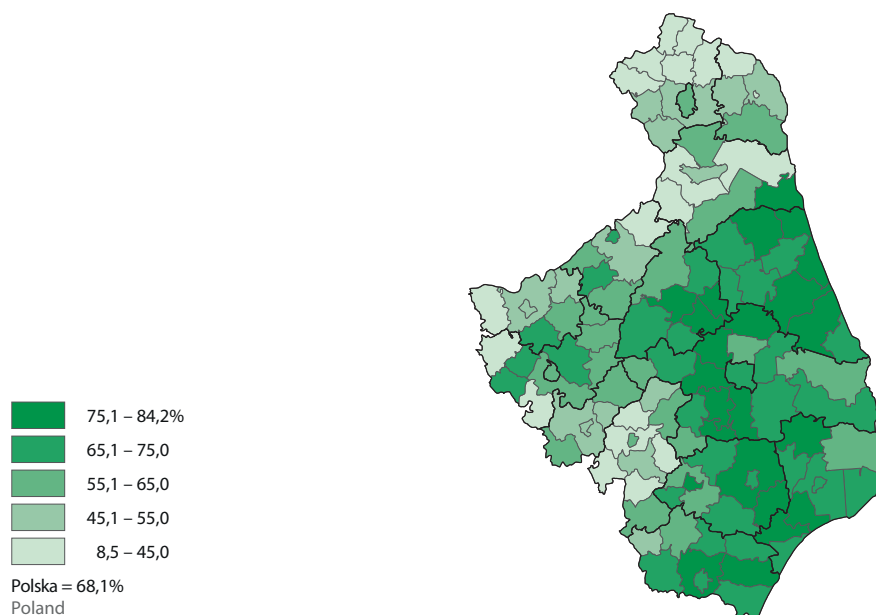 75,1 – 84,2%
65,1 – 75,0
55,1 – 65,0
45,1 – 55,0
8,5 – 45,0
Polska = 68,1%
Poland